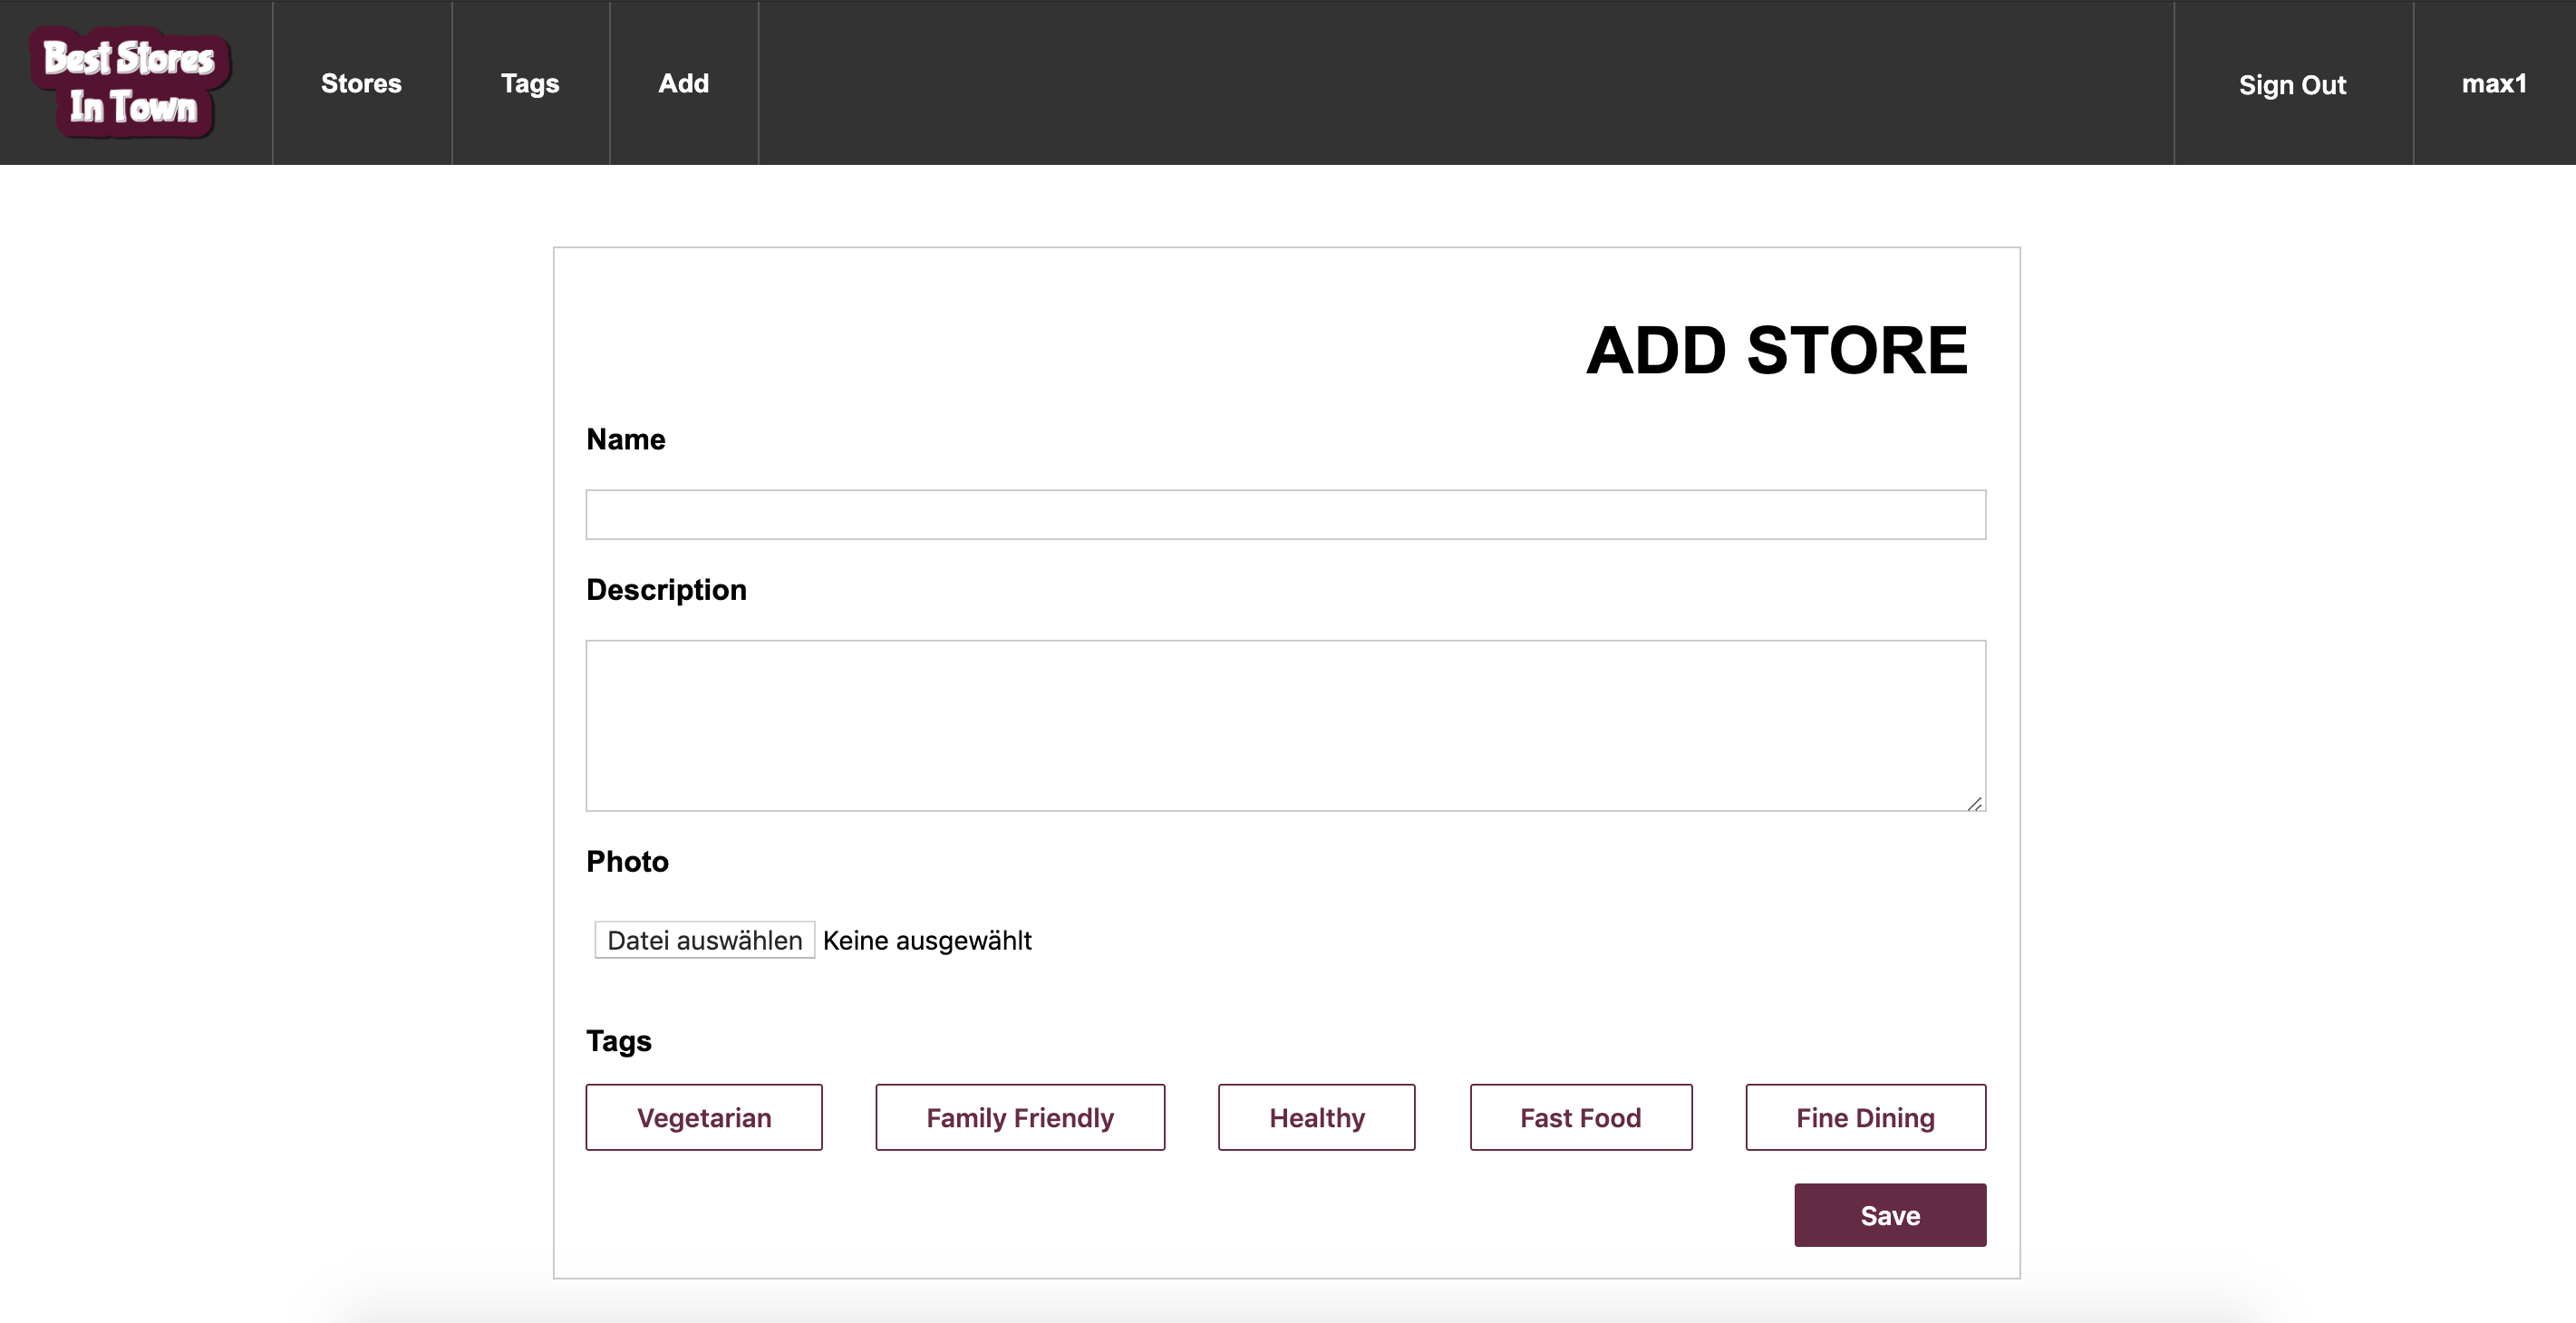 Best Stores
In Town
Stores
Tags
Add
Sign Out
max1
ADD STORE
Name
Description
Photo
Datei auswählen Keine ausgewählt
Tags
Vegetarian
Family Friendly
Healthy
Fast Food
Fine Dining
Save